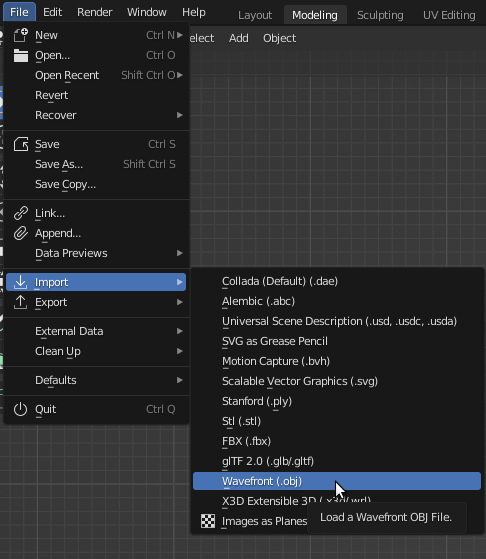 File Edit Render Window Help Layout Modeling Sculpting UV Editing
elect Add Object
New Ctrl N
Open... Ctrl O
Open Recent Shift Ctrl O
Revert
Recover
Save Ctrl S
Save As... Shift Ctrl S
Save Copy...
Link...
Append...
Data Previews
Import
Export
External Data
Clean Up
Defaults
Quit Ctrl Q
Collada (Default) (.dae)
Alembic (.abc)
Universal Scene Description (.usd, .usdc, .usda)
SVG as Grease Pencil
Motion Capture (.bvh)
Scalable Vector Graphics (.svg)
Stanford (.ply)
Stl (.stl)
FBX (.fbx)
glTF 2.0 (.glb/.gltf)
Wavefront (.obj)
X3D Extensible 3D (.x3d/.wrl)
Images as Planes
Load a Wavefront OBJ File.